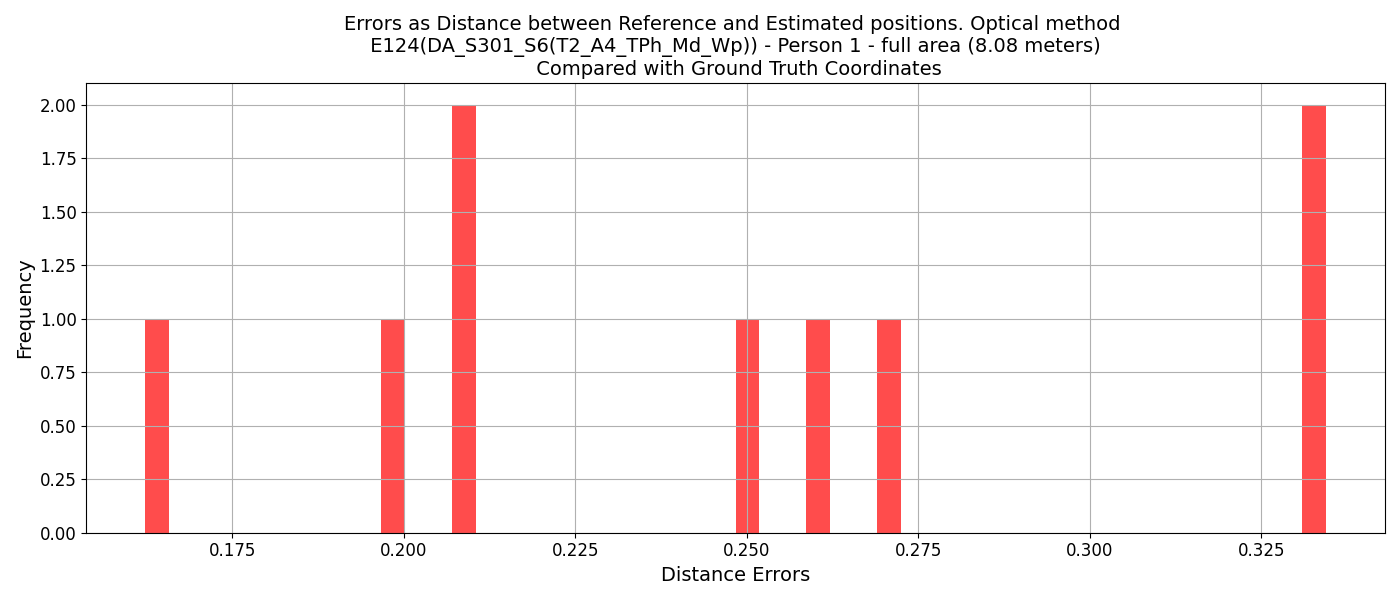 Errors as Distance between Reference and Estimated positions. Optical method
E124(DA_S301_S6(T2_A4_TPh_Md_Wp)) - Person 1 - full area (8.08 meters)
Compared with Ground Truth Coordinates
2.00
1.75
1.50
1.25
1.00
0.75
0.50
0.25
0.00
Frequency
0.175 0.200 0.225 0.250 0.275 0.300 0.325
Distance Errors